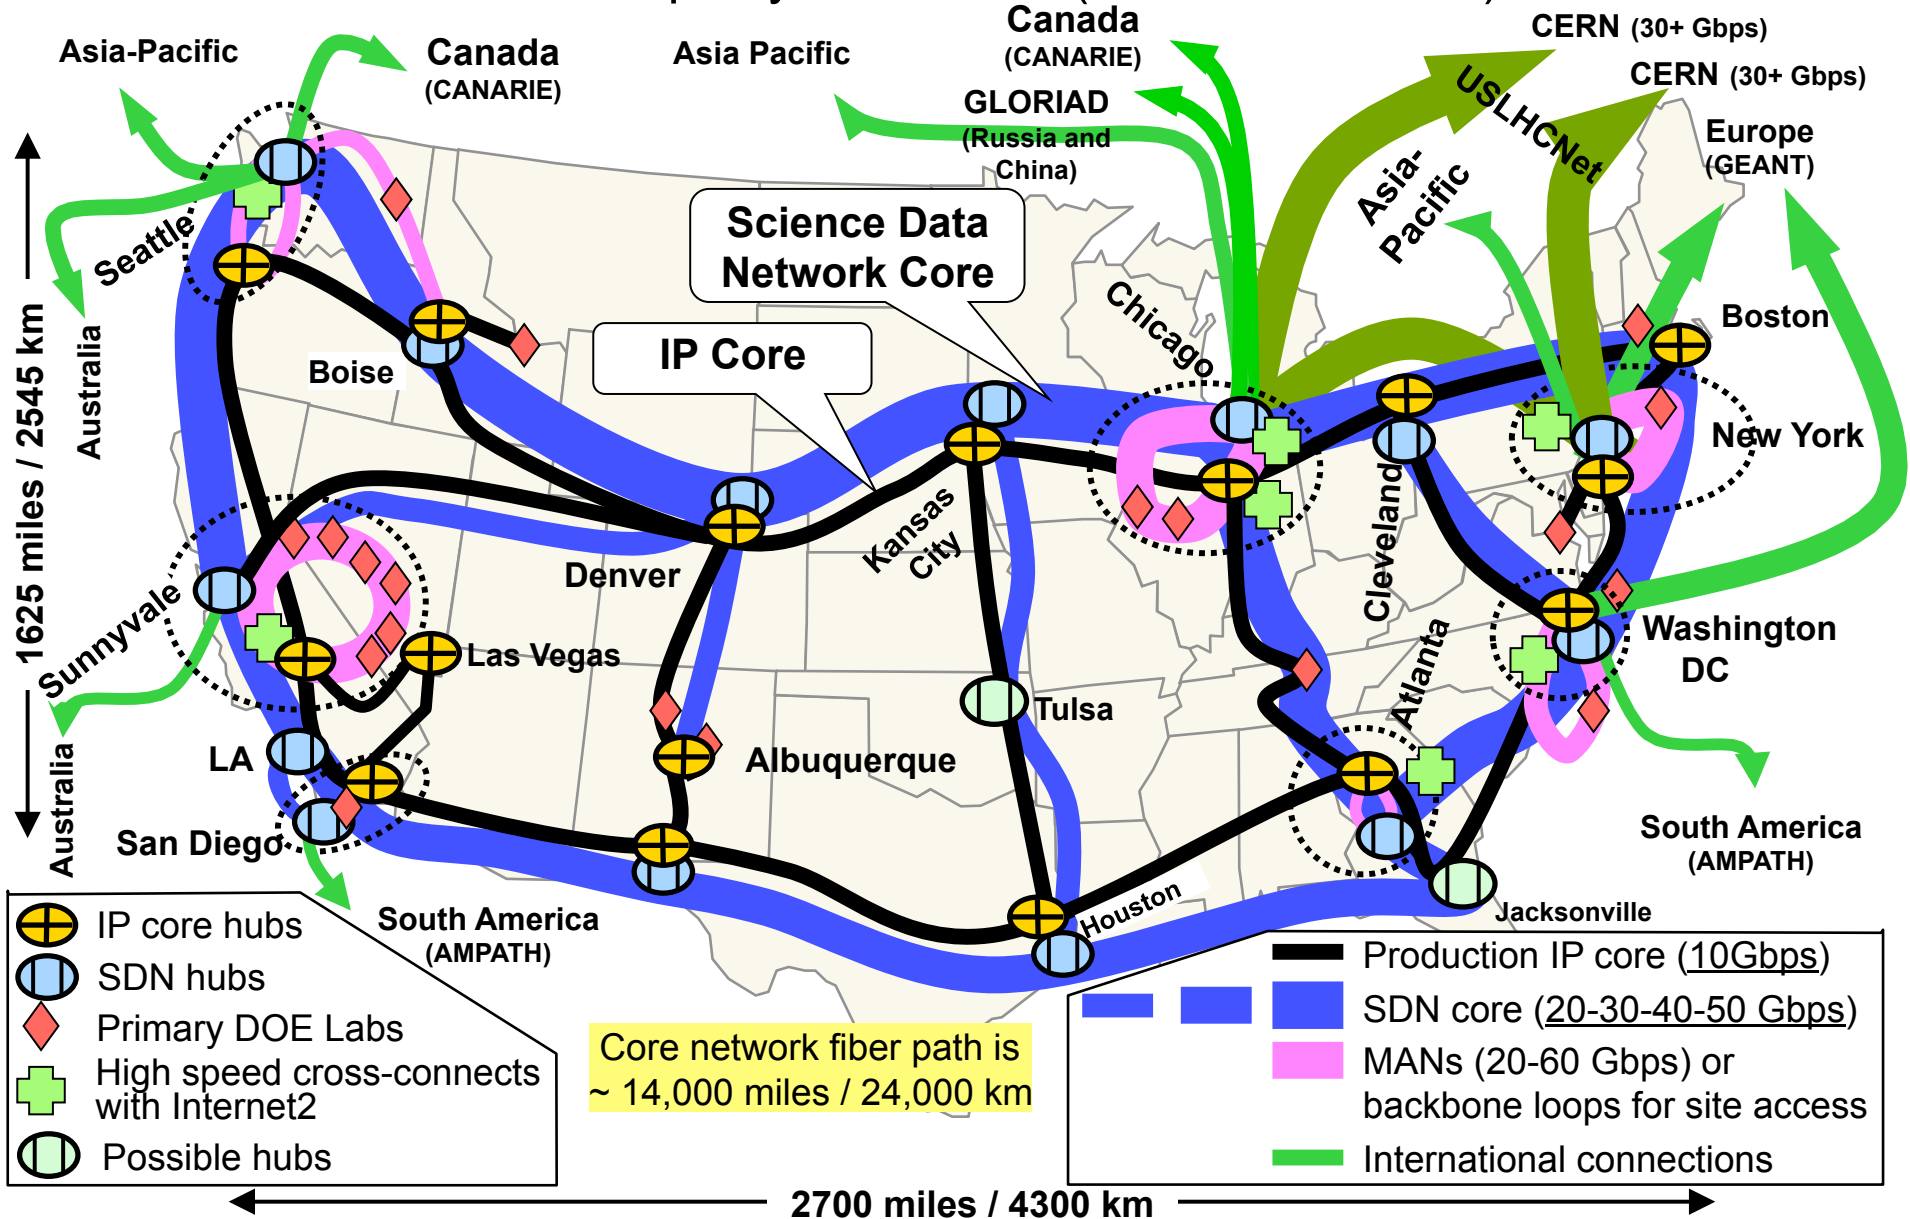 Asia-Pacific
Canada
(CANARIE)
Asia Pacific
Canada
(CANARIE)
GLORIAD
(Russia and
China)
CERN (30+ Gbps)
CERN (30+ Gbps)
USLHCNet
Europe
(GEANT)
Asia-
Pacific
Science Data
Network Core
IP Core
Seattle
Boise
Chicago
Boston
New York
Australia
1625 miles / 2545 km
Denver
Kansas
City
Cleveland
Sunnyvale
Las Vegas
Washington
DC
Tulsa
Atlanta
LA
Albuquerque
San Diego
Australia
South America
(AMPATH)
South America
(AMPATH)
Houston
Jacksonville
IP core hubs
SDN hubs
Primary DOE Labs
High speed cross-connects
with Internet2
Possible hubs
Core network fiber path is
~ 14,000 miles / 24,000 km
Production IP core (10Gbps)
SDN core (20-30-40-50 Gbps)
MANs (20-60 Gbps) or
backbone loops for site access
International connections
2700 miles / 4300 km